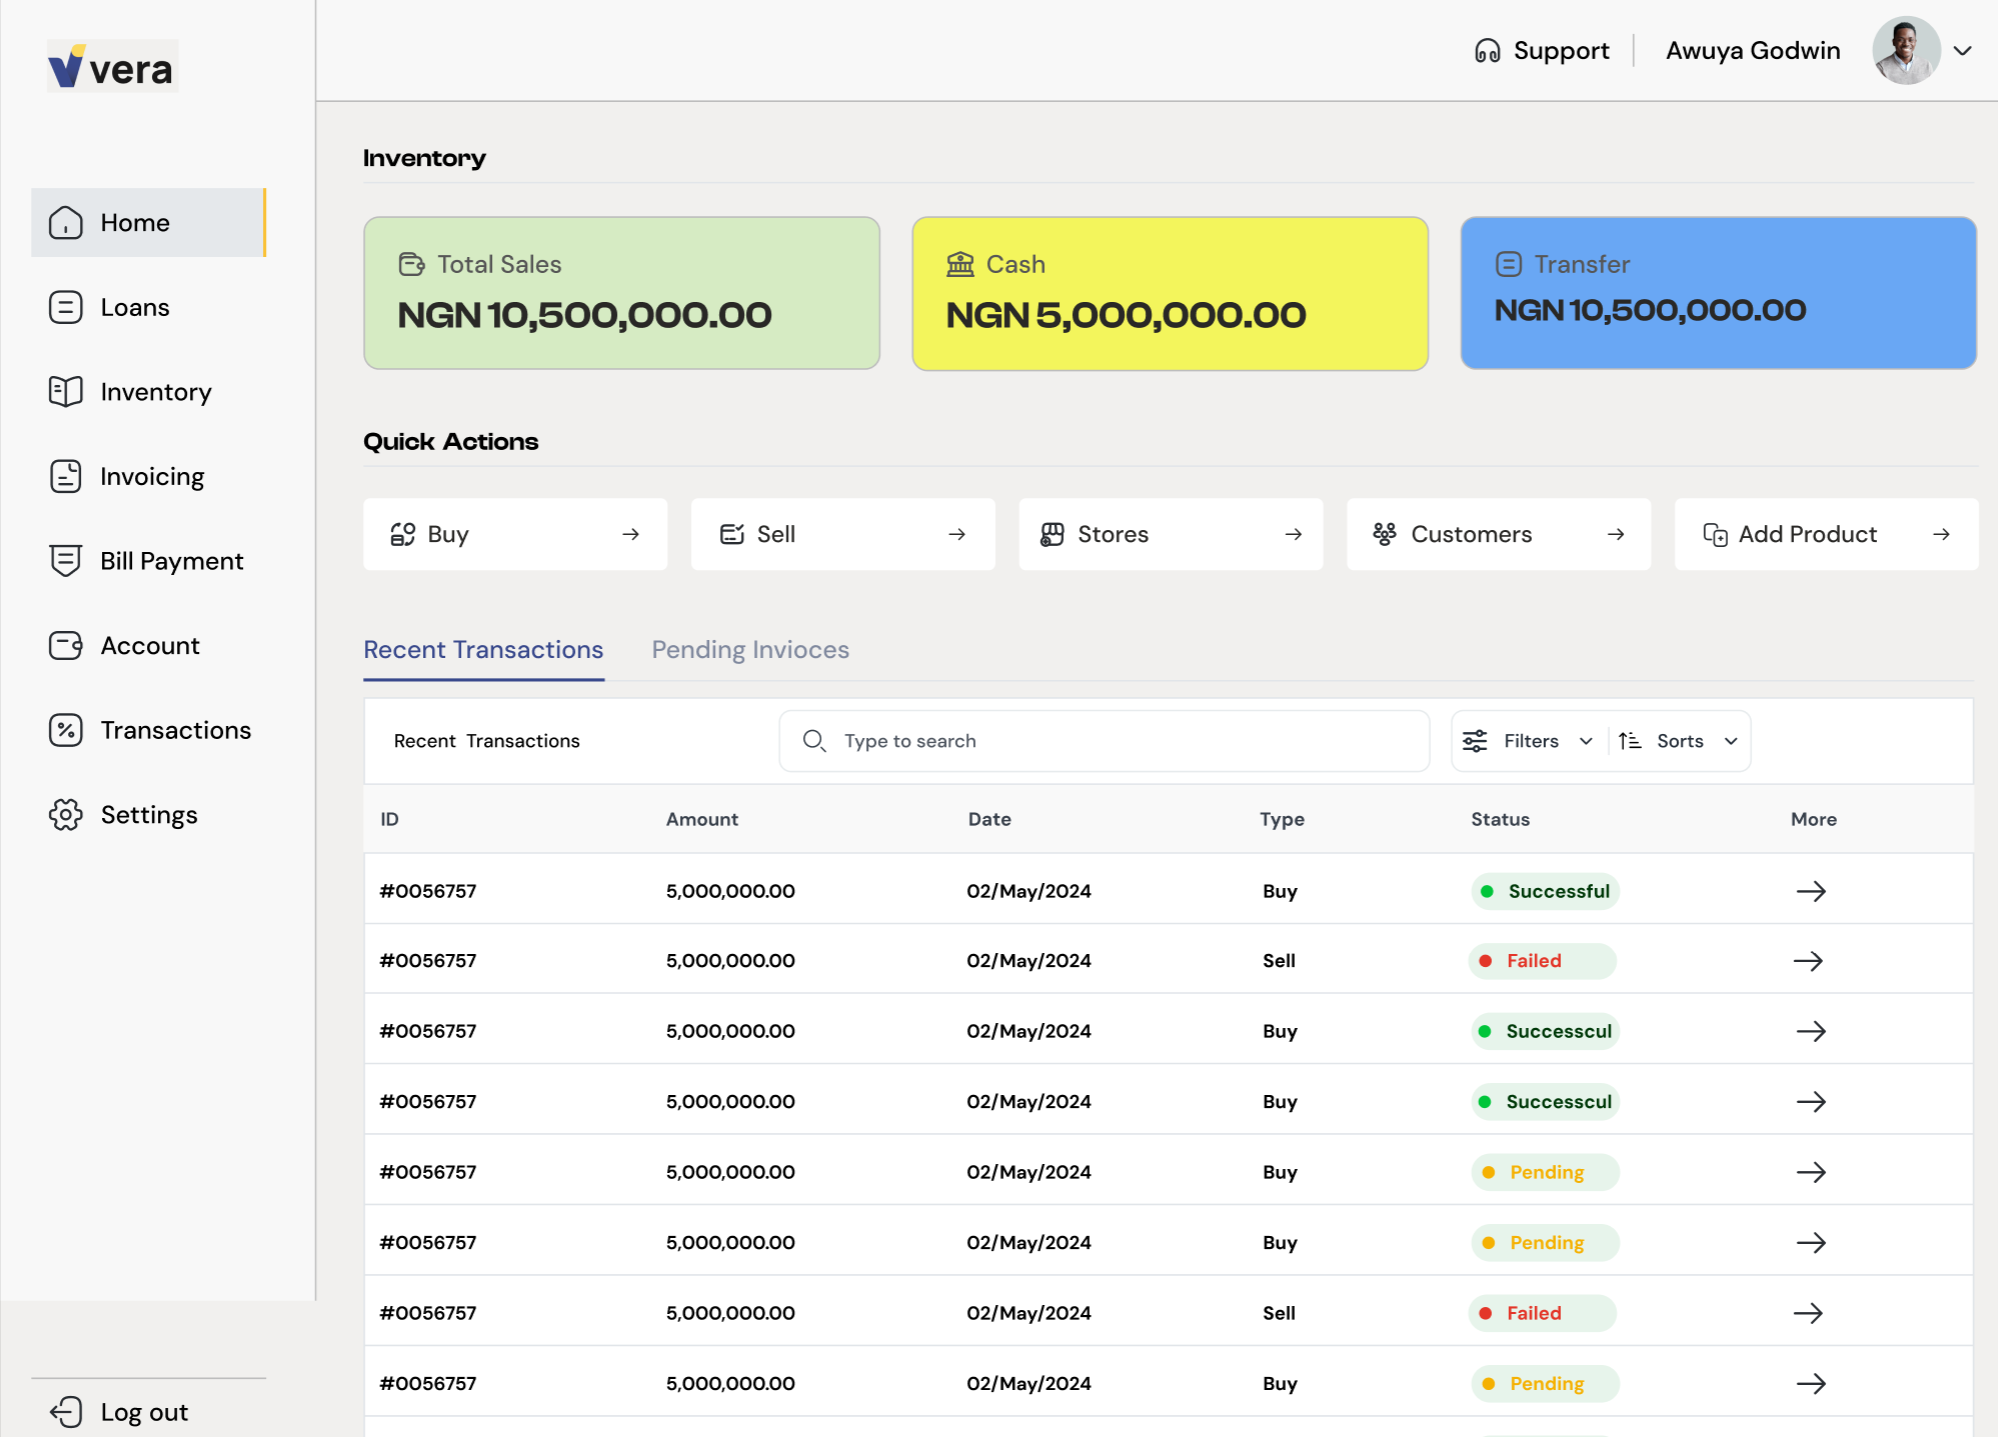 vera
Support
Awuya Godwin
Home
Loans
Inventory
Invoicing
Bill Payment
Account
Transactions
Settings
Log out
Inventory
Total Sales
NGN 10,500,000.00
Cash
NGN 5,000,000.00
Transfer
NGN 10,500,000.00
Quick Actions
Buy
Sell
Stores
Customers
Add Product
Recent Transactions
Pending Invioces
Recent Transactions
Type to search
Filters
Sorts
ID Amount Date Type Status More
#0056757 5,000,000.00 02/May/2024 Buy Successful
#0056757 5,000,000.00 02/May/2024 Sell Failed
#0056757 5,000,000.00 02/May/2024 Buy Successcul
#0056757 5,000,000.00 02/May/2024 Buy Successcul
#0056757 5,000,000.00 02/May/2024 Buy Pending
#0056757 5,000,000.00 02/May/2024 Buy Pending
#0056757 5,000,000.00 02/May/2024 Sell Failed
#0056757 5,000,000.00 02/May/2024 Buy Pending